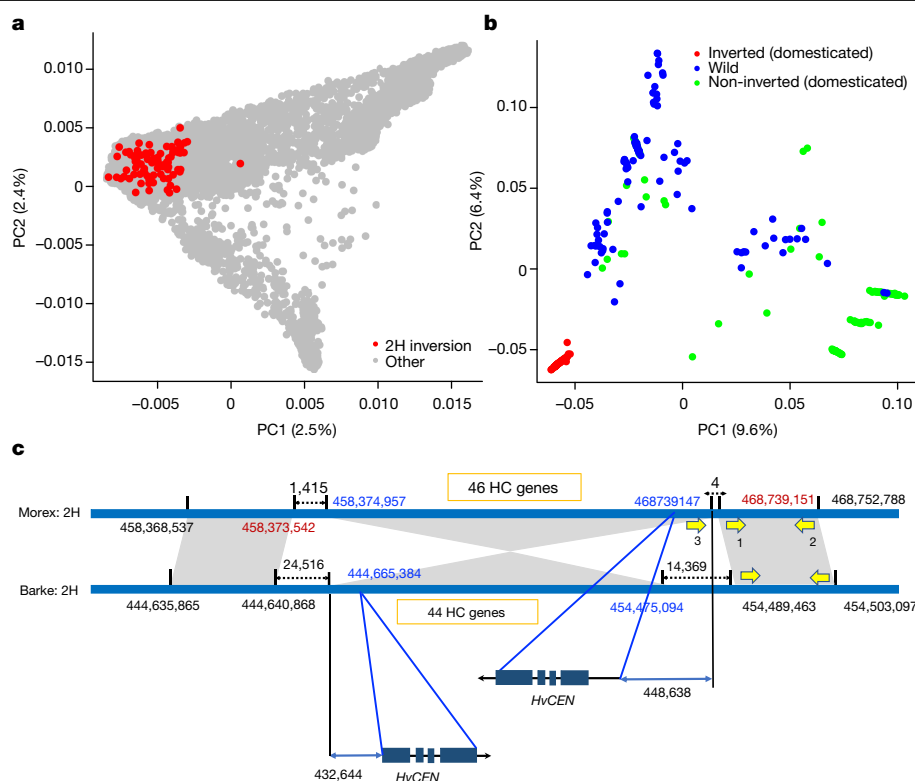 a
0.010
0.005
0
−0.005
−0.010
−0.015
PC2 (2.4%)
2H inversion
Other
−0.005
0
0.005
0.010
0.015
PC1 (2.5%)
b
Inverted (domesticated)
Wild
Non-inverted (domesticated)
0.10
0.05
0
−0.05
PC2 (6.4%)
−0.05
0
0.05
0.10
PC1 (9.6%)
c
1,415
458,374,957
46 HC genes
468739147
4
468,739,151
468,752,788
Morex: 2H
458,368,537
458,373,542
3
1
2
24,516
444,665,384
14,369
Barke: 2H
444,635,865
444,640,868
44 HC genes
454,475,094
454,489,463
454,503,097
HvCEN
448,638
432,644
HvCEN